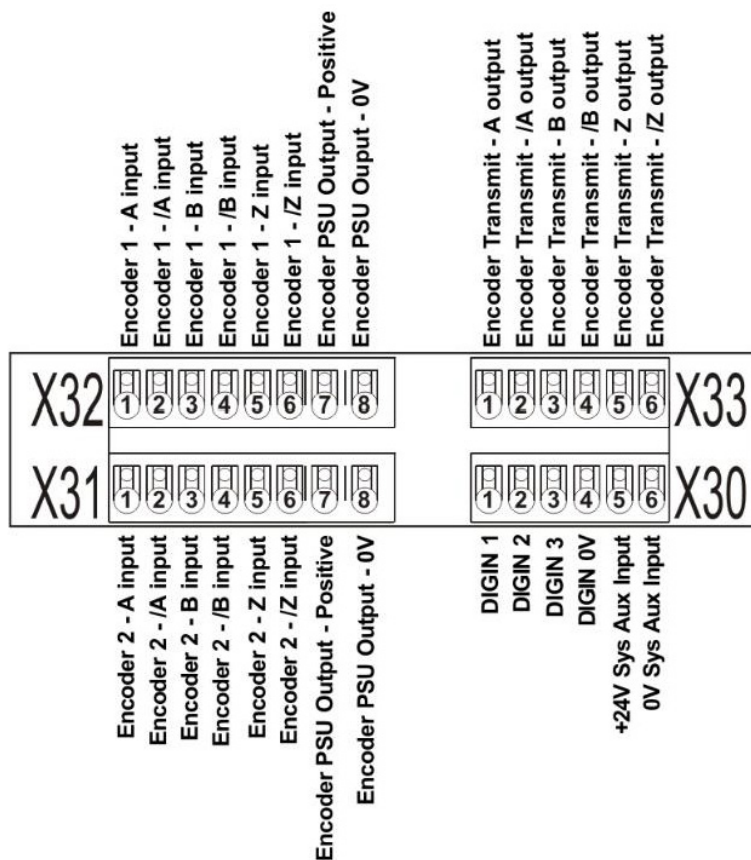 Encoder 1 - A input
Encoder 1 - /A input
Encoder 1 - B input
Encoder 1 - /B input
Encoder 1 - Z input
Encoder 1 - /Z input
Encoder PSU Output - Positive
Encoder PSU Ouput - 0V
Encoder Transmit - A output
Encoder Transmit - /A output
Encoder Transmit - B output
Encoder Transmit - /B output
Encoder Transmit - Z output
Encoder Transmit - /Z output
X32 1 2 3 4 5 6 7 8
1 2 3 4 5 6 X33
X31 1 2 3 4 5 6 7 8
1 2 3 4 5 6 X30
Encoder 2 - A input
Encoder 2 - /A input
Encoder 2 - B input
Encoder 2 - /B input
Encoder 2 - Z input
Encoder 2 - /Z input
Encoder PSU Output - Positive
Encoder PSU Output - 0V
DIGIN 1
DIGIN 2
DIGIN 3
DIGIN 0V
+24V Sys Aux Input
0V Sys Aux Input